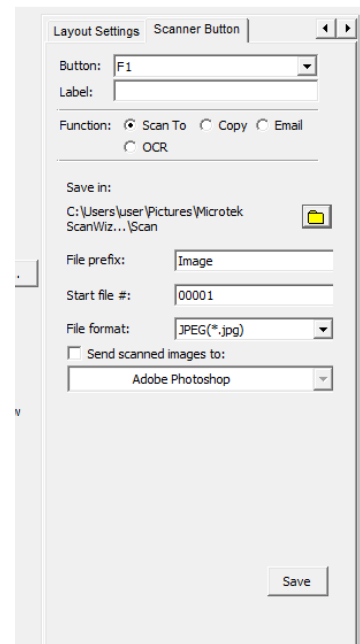 Layout Settings Scanner Button
Button: F1
Label:
Function: Scan To Copy Email
OCR
Save in:
C:\Users\user\Pictures\Microtek
ScanWiz...\Scan
File prefix: Image
.
Start file #: 00001
File format: JPEG(*.jpg)
Send scanned images to:
Adobe Photoshop
w
Save